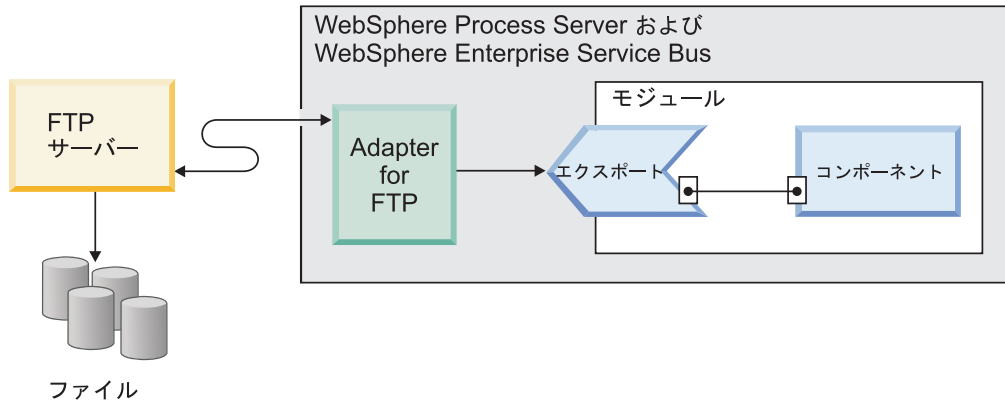 WebSphere Process Server および
WebSphere Enterprise Service Bus
モジュール
FTP
サーバー
Adapter
for
FTP
エクスポート
コンポーネント
ファイル